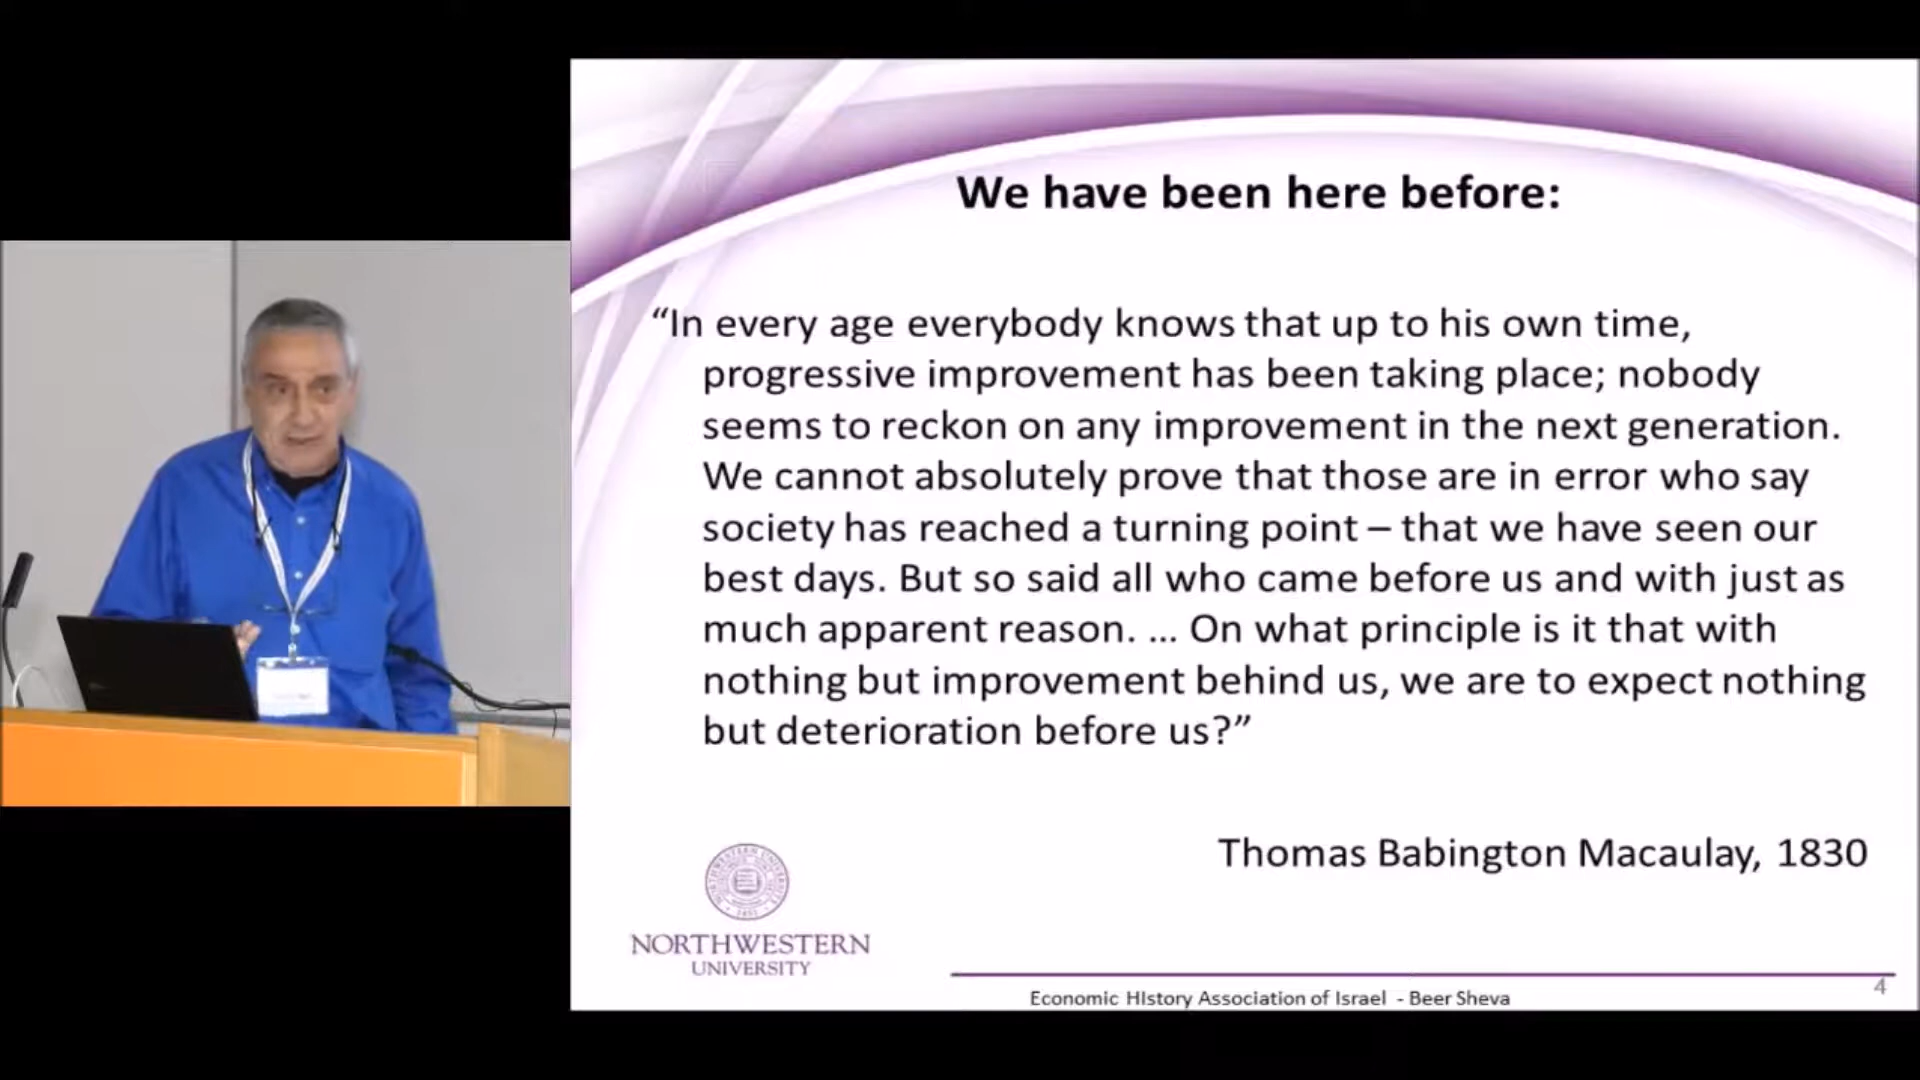 We have been here before:
“In every age everybody knows that up to his own time,
progressive improvement has been taking place; nobody
seems to reckon on any improvement in the next generation.
We cannot absolutely prove that those are in error who say
society has reached a turning point – that we have seen our
best days. But so said all who came before us and with just as
much apparent reason. ... On what principle is it that with
nothing but improvement behind us, we are to expect nothing
but deterioration before us?”
Thomas Babington Macaulay, 1830
NORTHWESTERN
UNIVERSITY
Economic HIstory Association of Israel - Beer Sheva
4